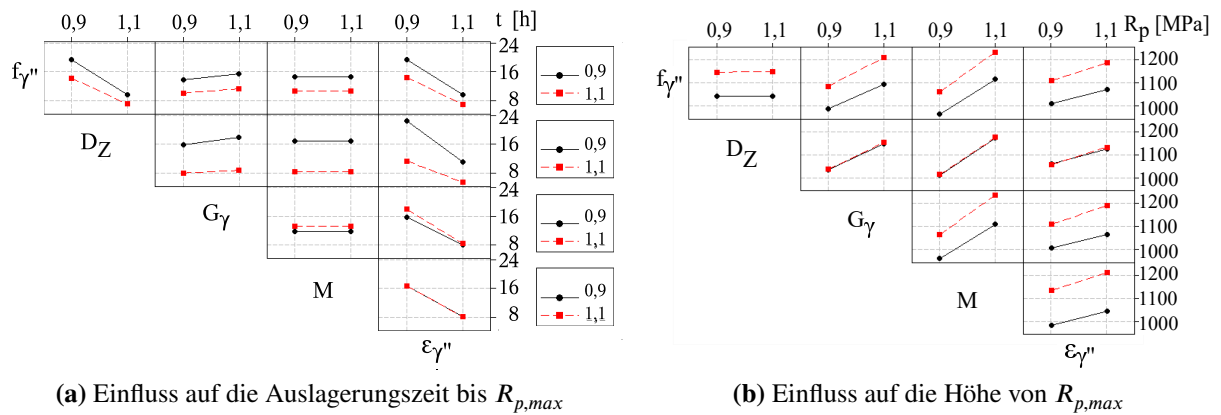 0,9 1,1 0,9 1,1 0,9 1,1 0,9 1,1 t [h]
24
fγ'' 16
8
0,9
1,1
24
D_Z 16
8
0,9
1,1
24
G_γ 16
8
0,9
1,1
24
M 16
8
0,9
1,1
ε_γ''
(a) Einfluss auf die Auslagerungszeit bis R_p,max
0,9 1,1 0,9 1,1 0,9 1,1 0,9 1,1 R_p [MPa]
1200
f_γ'' 1100
1000
1200
D_Z 1100
1000
1200
G_γ 1100
1000
1200
M 1100
1000
ε_γ''
(b) Einfluss auf die Höhe von R_p,max